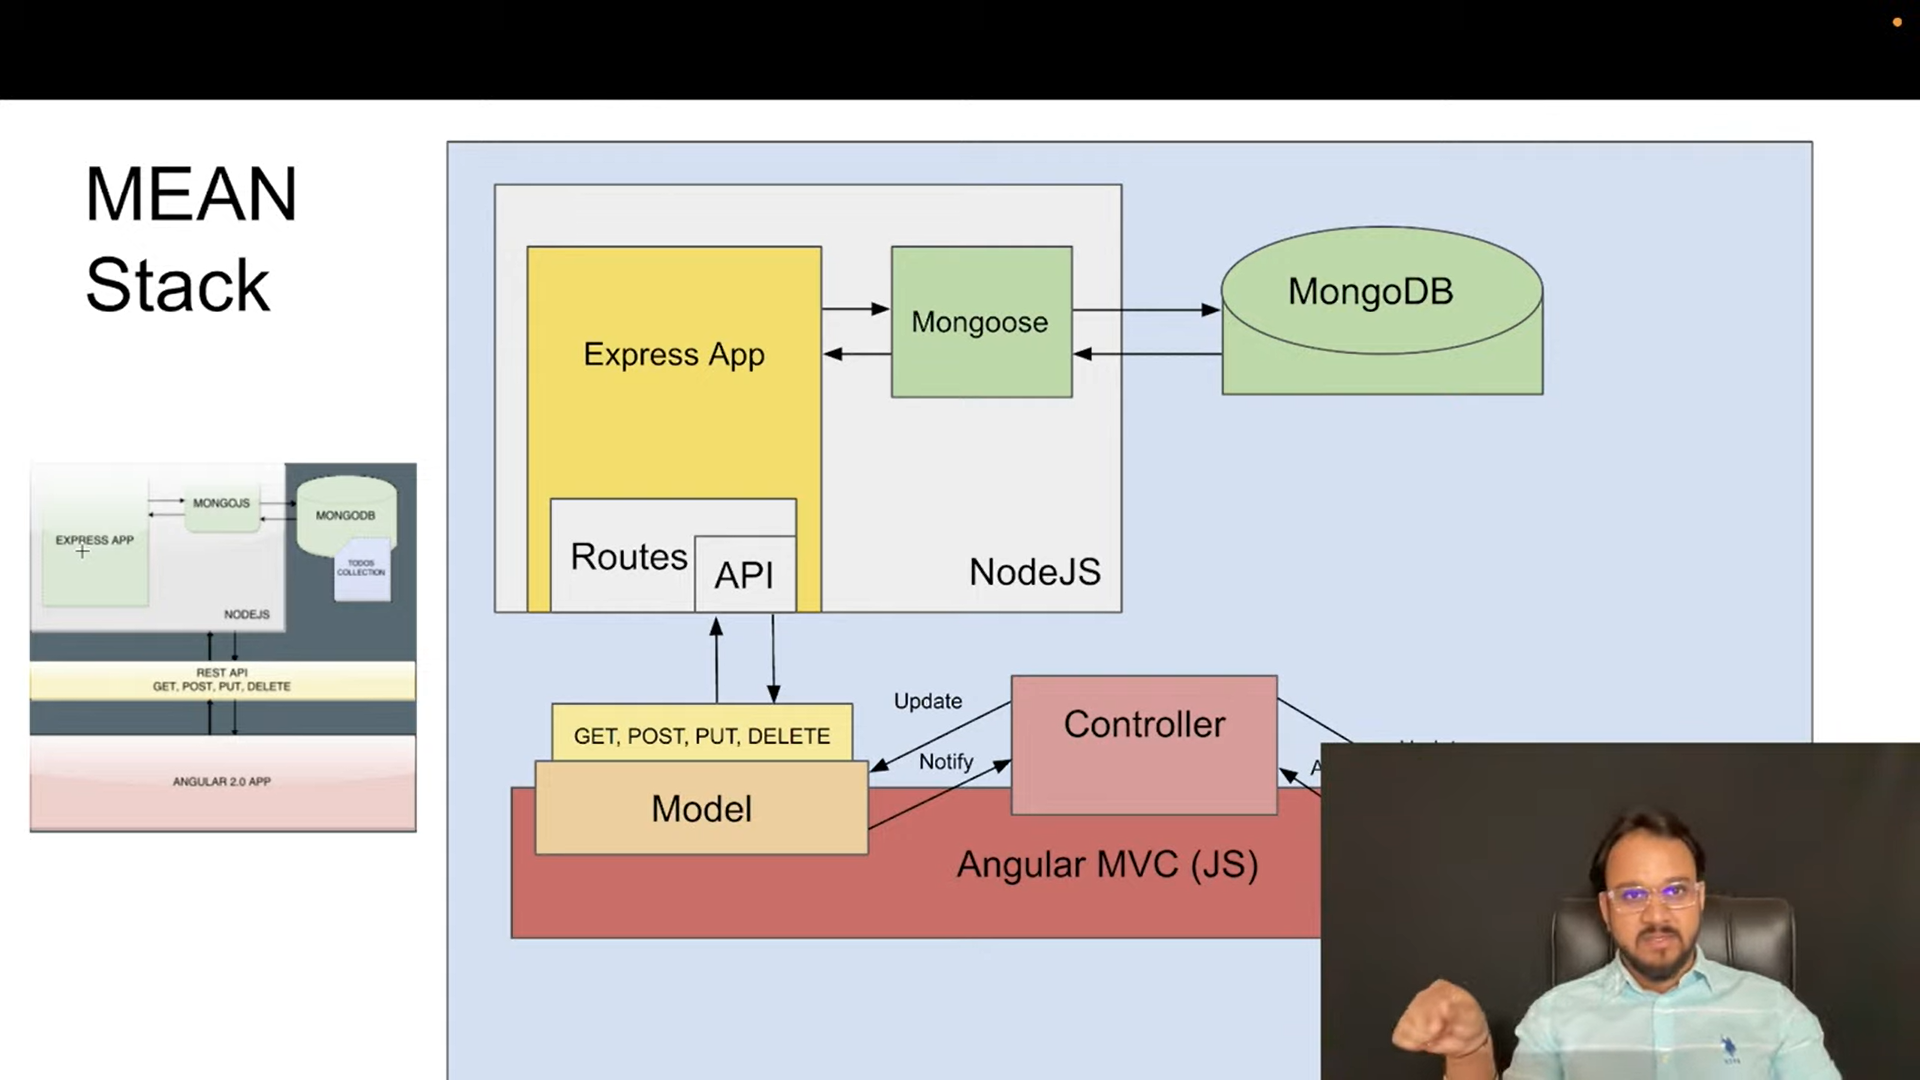 MEAN
Stack
EXPRESS APP
MONGOJS
MONGODB
TODOS
COLLECTION
NODEJS
REST API
GET, POST, PUT, DELETE
ANGULAR 2.0 APP
Express App
Mongoose
MongoDB
Routes
API
NodeJS
GET, POST, PUT, DELETE
Model
Update
Notify
Controller
Angular MVC (JS)